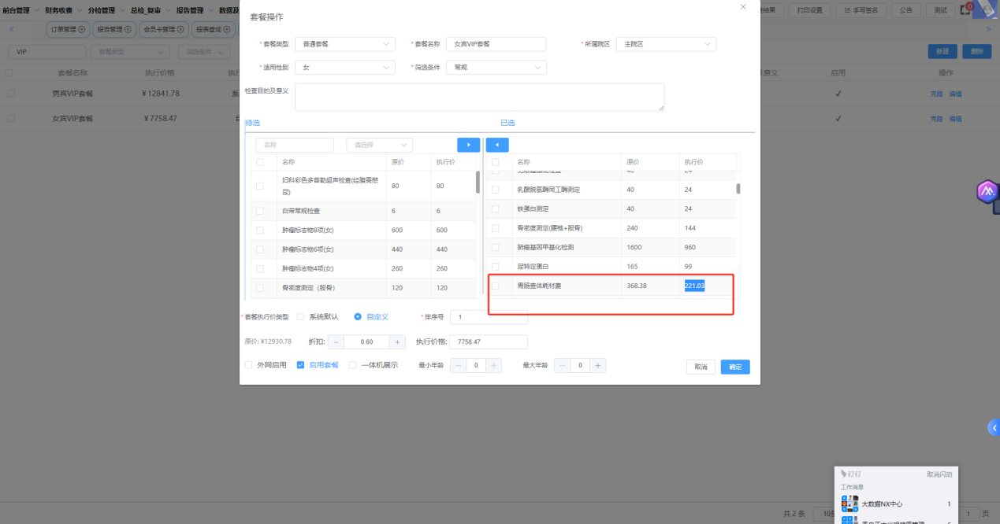 前台管理 财务收费 分检管理 总检_复审 报告管理 数据及
结果 打印设置 手写签名 公告 测试 0
订单管理 报告管理 会员卡管理 报表查询
VIP 套餐类型 筛选条件 新建 删除
套餐名称 执行价格 执行 及意义 启用 操作
男宾VIP套餐 ¥12841.78 系 ✓ 克隆 编辑
女宾VIP套餐 ¥7758.47 自 ✓ 克隆 编辑
套餐操作
*套餐类型 普通套餐 *套餐名称 女宾VIP套餐 *所属院区 主院区
*适用性别 女 *筛选条件 常规
检查目的及意义
待选 已选
名称 请选择
名称 原价 执行价
妇科彩色多普勒超声检查(经腹需憋
尿) 80 80
白带常规检查 6 6
肿瘤标志物8项(女) 600 600
肿瘤标志物6项(女) 440 440
肿瘤标志物4项(女) 260 260
骨密度测定（股骨） 120 120
名称 原价 执行价
40 24
乳酸脱氢酶同工酶测定 40 24
铁蛋白测定 40 24
骨密度测定(腰椎+股骨) 240 144
肺癌基因甲基化检测 1600 960
尿特定蛋白 165 99
胃肠查体耗材费 368.38 221.03
*套餐执行价类型 系统默认 自定义 *排序号 1
原价: ¥12930.78 折扣: − 0.60 + 执行价格: 7758.47
外网启用 启用套餐 一体机展示 最小年龄 − 0 + 最大年龄 − 0 +
取消 确定
钉钉 取消闪动
工作消息
大数据NX中心 1
共 2 条 10条 1 页